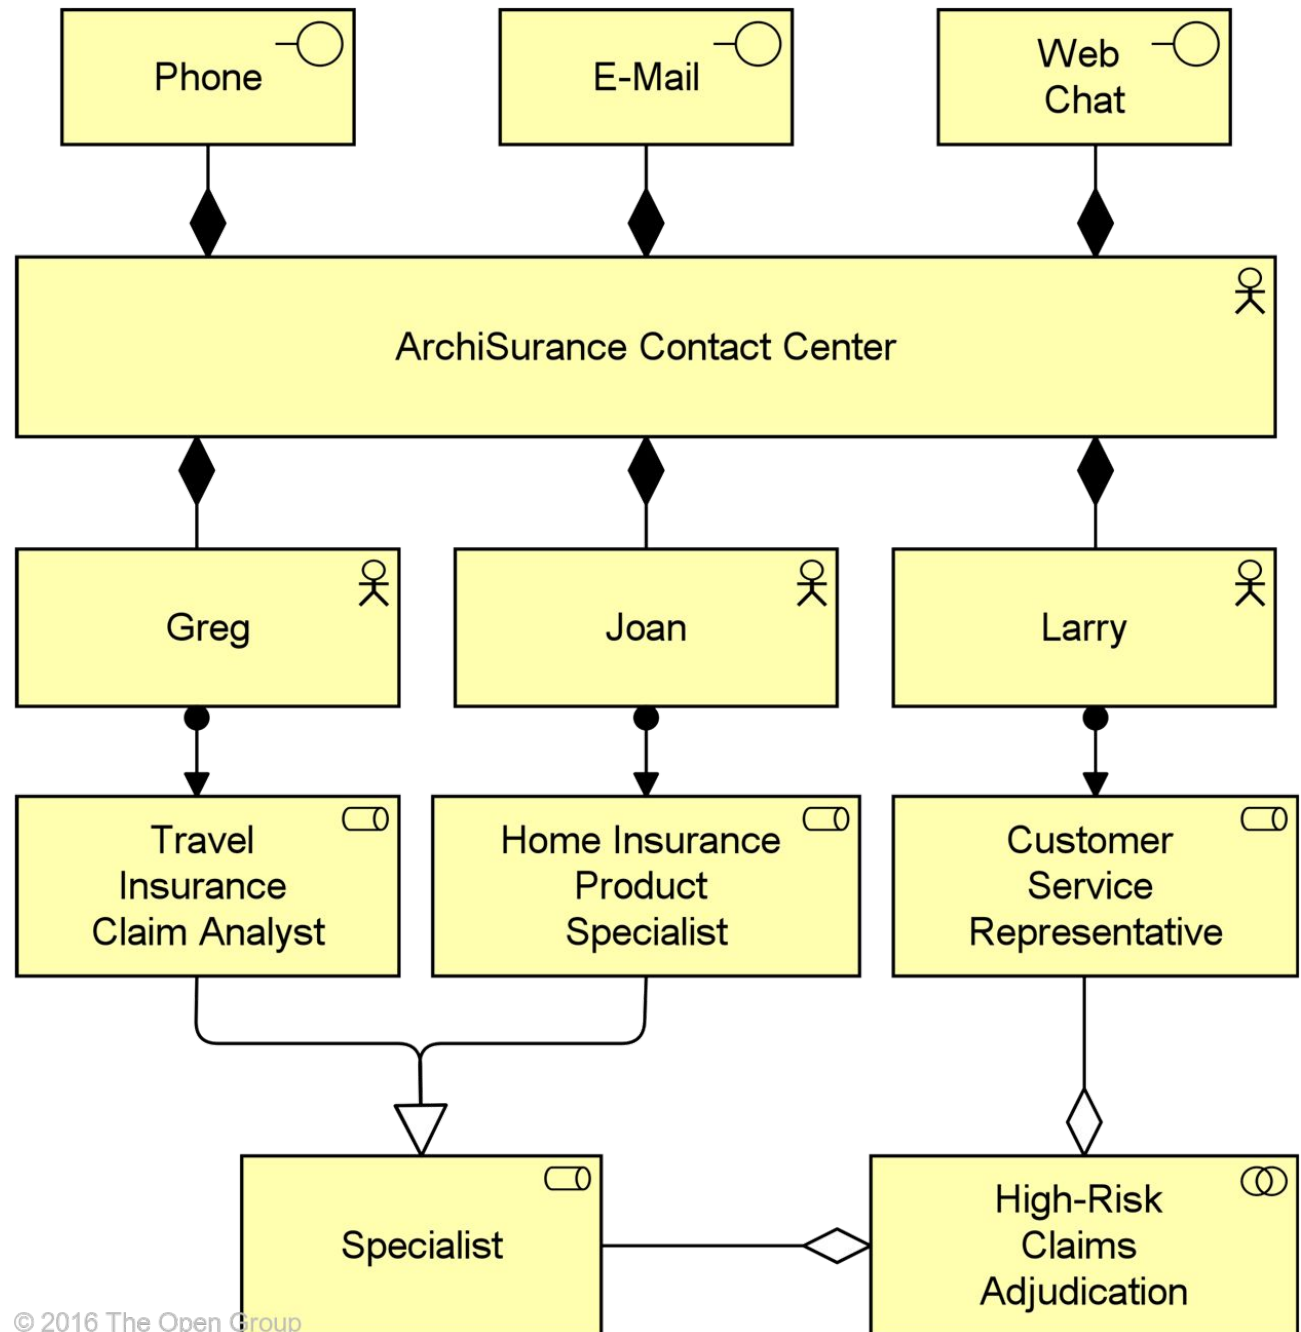 Phone
E-Mail
Web
Chat
ArchiSurance Contact Center
Greg
Joan
Larry
Travel
Insurance
Claim Analyst
Home Insurance
Product
Specialist
Customer
Service
Representative
Specialist
High-Risk
Claims
Adjudication
© 2016 The Open Group